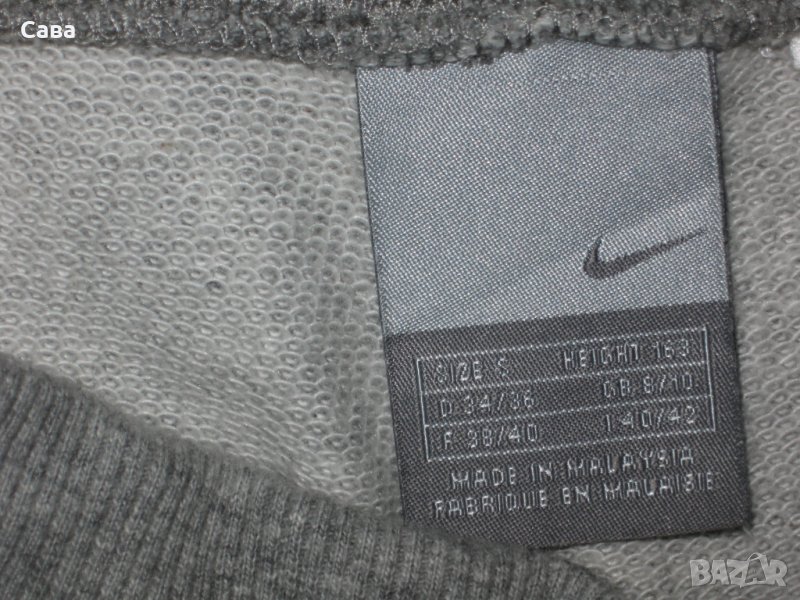 Сава
SIZE S HEIGHT 163
D 34/36 GB 8/10
F 38/40 I 40/42
MADE IN MALAYSIA
FABRIQUE EN MALAISIE
BAZAR